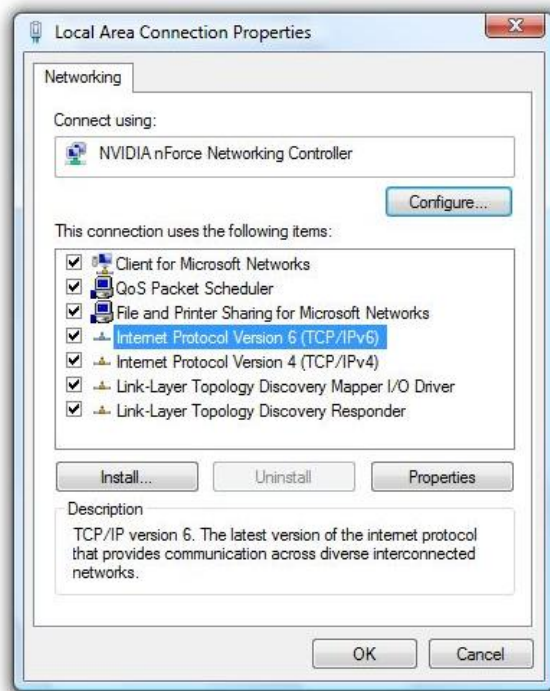 Local Area Connection Properties
Networking
Connect using:
NVIDIA nForce Networking Controller
Configure...
This connection uses the following items:
Client for Microsoft Networks
QoS Packet Scheduler
File and Printer Sharing for Microsoft Networks
Internet Protocol Version 6 (TCP/IPv6)
Internet Protocol Version 4 (TCP/IPv4)
Link-Layer Topology Discovery Mapper I/O Driver
Link-Layer Topology Discovery Responder
Install... Uninstall Properties
Description
TCP/IP version 6. The latest version of the internet protocol
that provides communication across diverse interconnected
networks.
OK Cancel